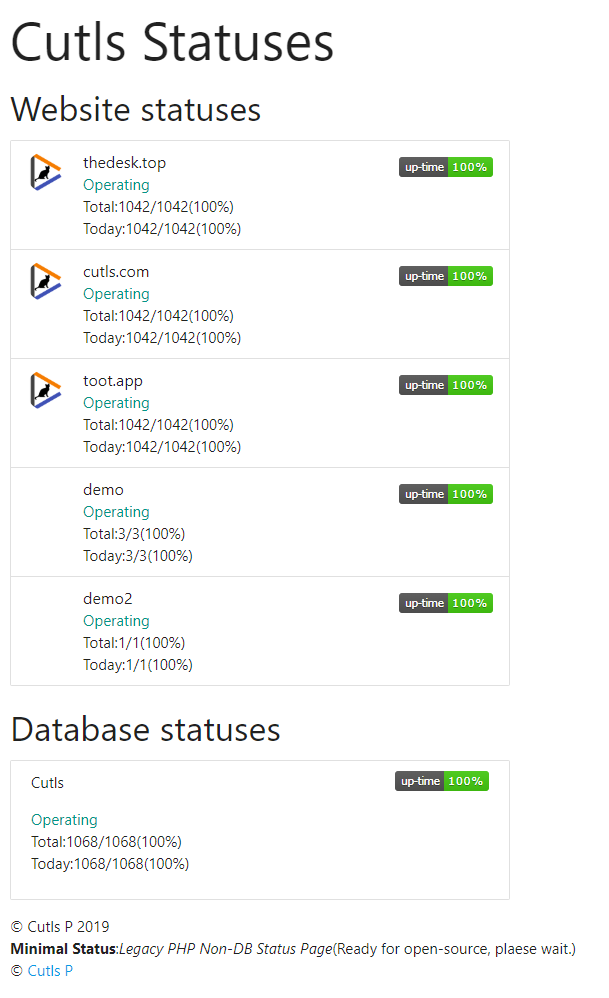 Cutls Statuses
Website statuses
thedesk.top
up-time 100%
Operating
Total:1042/1042(100%)
Today:1042/1042(100%)
cutls.com
up-time 100%
Operating
Total:1042/1042(100%)
Today:1042/1042(100%)
toot.app
up-time 100%
Operating
Total:1042/1042(100%)
Today:1042/1042(100%)
demo
up-time 100%
Operating
Total:3/3(100%)
Today:3/3(100%)
demo2
up-time 100%
Operating
Total:1/1(100%)
Today:1/1(100%)
Database statuses
Cutls
up-time 100%
Operating
Total:1068/1068(100%)
Today:1068/1068(100%)
© Cutls P 2019
Minimal Status:Legacy PHP Non-DB Status Page(Ready for open-source, plaese wait.)
© Cutls P